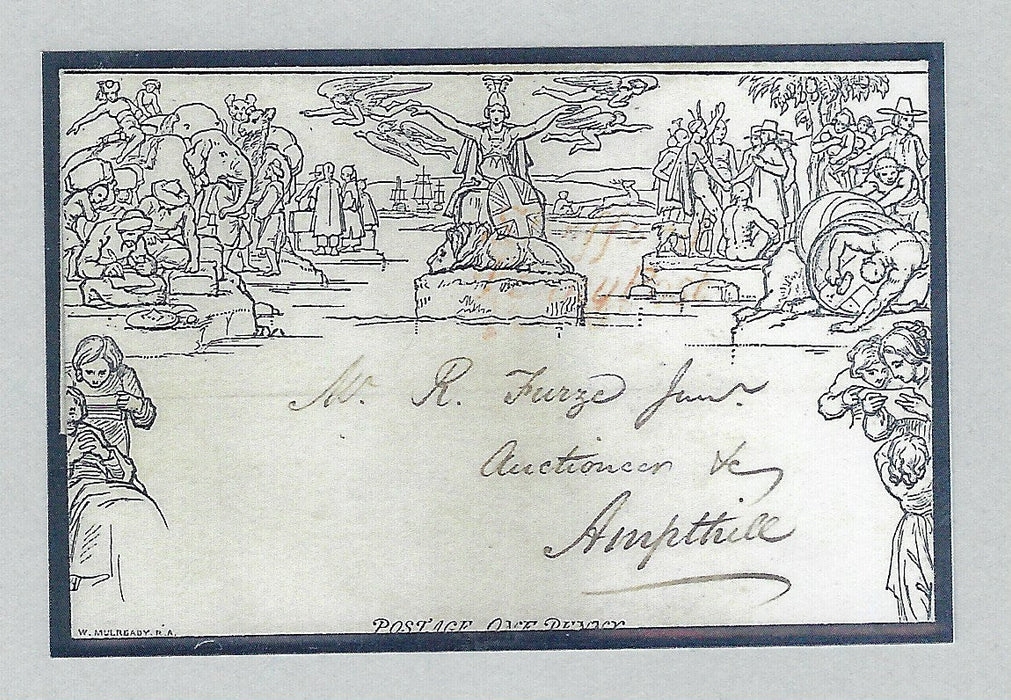 Mr. R. Furze Junr.
Auctioneer &c
Ampthill
W. MULREADY. R.A.
POSTAGE ONE PENNY